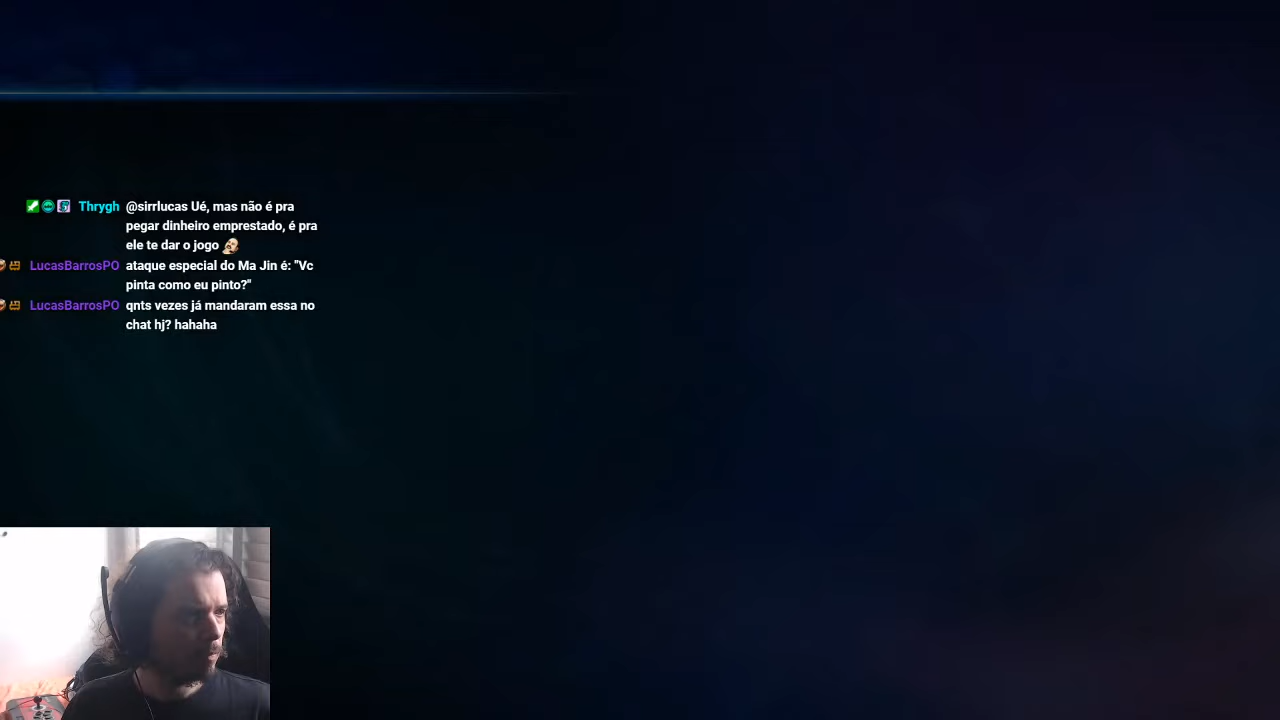 Thrygh @sirrlucas Ué, mas não é pra
pegar dinheiro emprestado, é pra
ele te dar o jogo
LucasBarrosPO ataque especial do Ma Jin é: "Vc
pinta como eu pinto?"
LucasBarrosPO qnts vezes já mandaram essa no
chat hj? hahaha